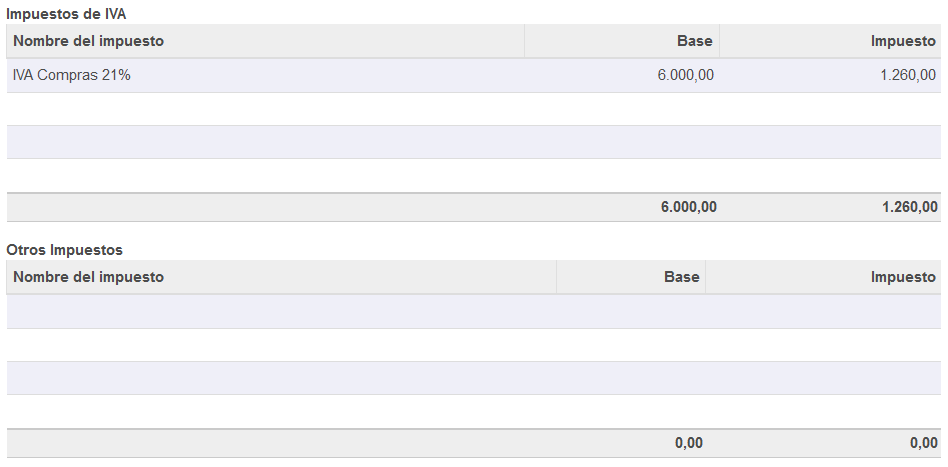 Impuestos de IVA
Nombre del impuesto Base Impuesto
IVA Compras 21% 6.000,00 1.260,00
6.000,00 1.260,00
Otros Impuestos
Nombre del impuesto Base Impuesto
0,00 0,00